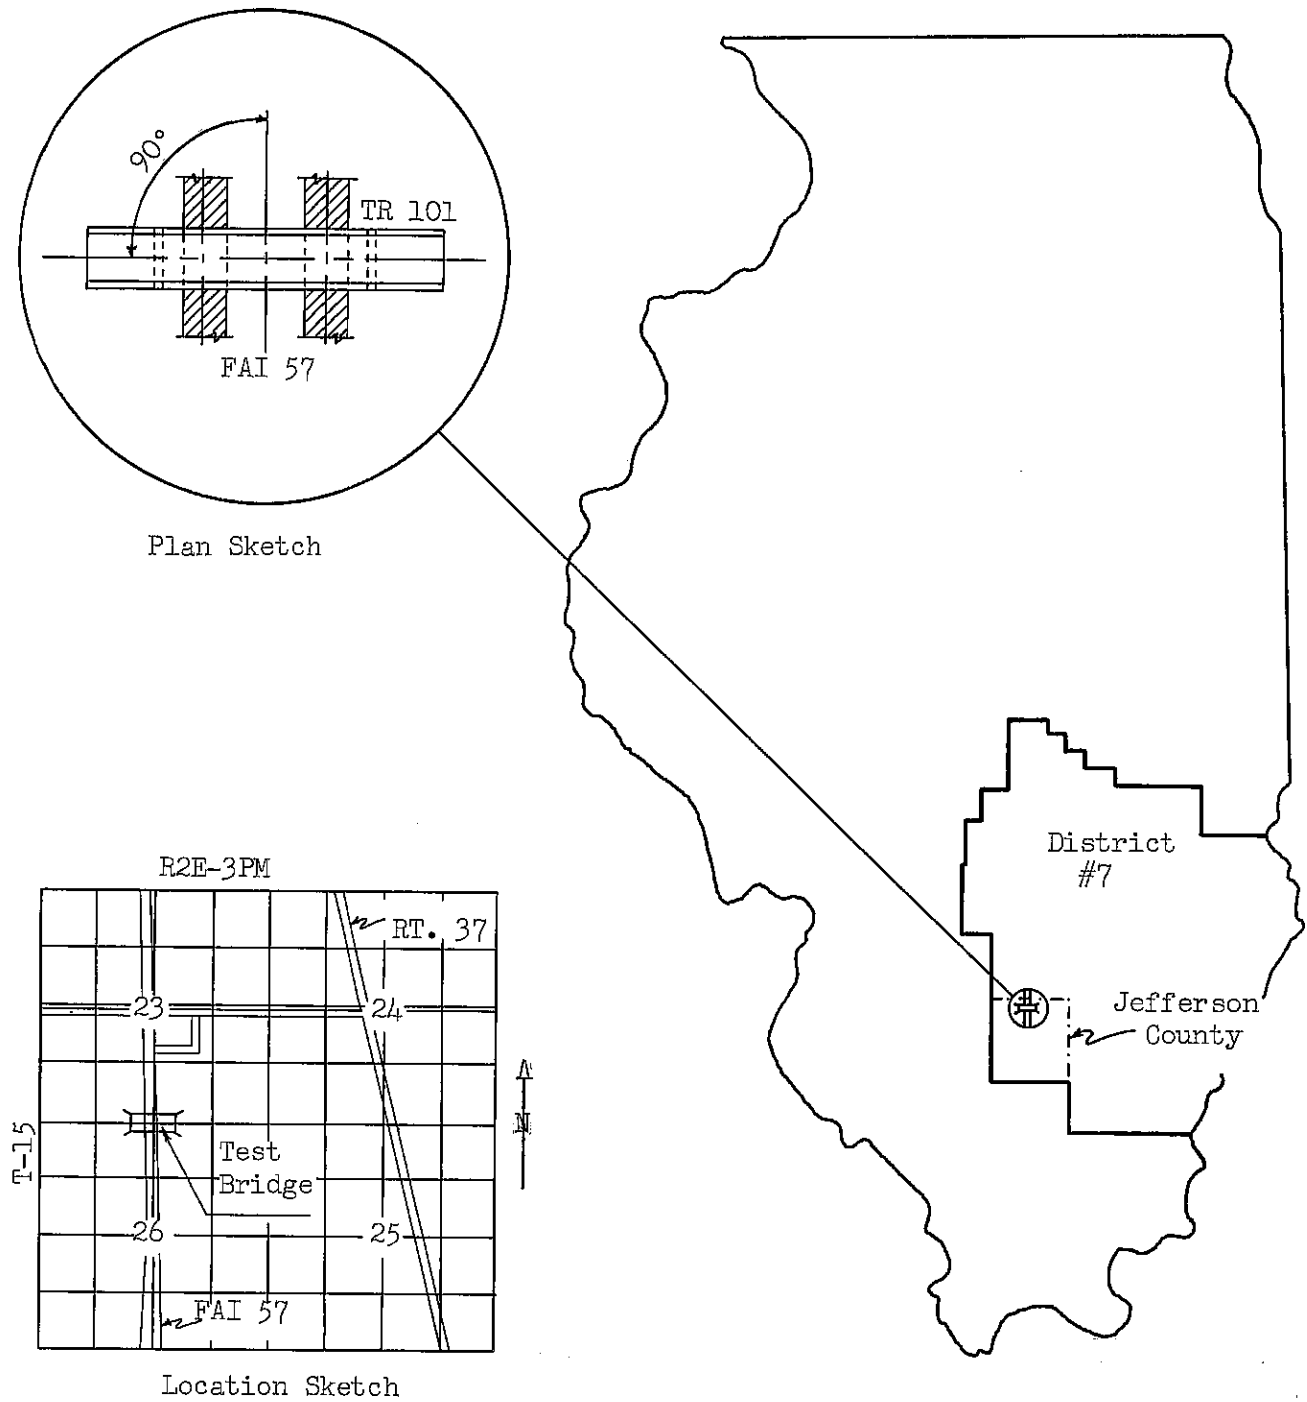 90°
TR 101
FAI 57
Plan Sketch
District
#7
Jefferson
County
R2E-3PM
RT. 37
23
24
T-15
N
Test
Bridge
26
25
FAI 57
Location Sketch